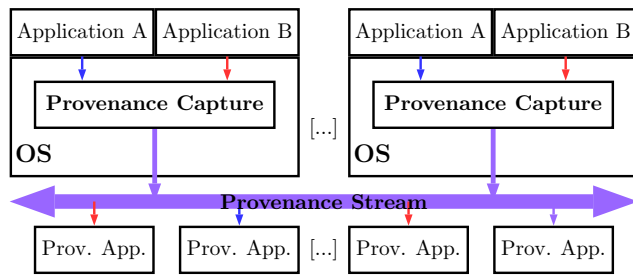 Application A Application B Application A Application B
Provenance Capture Provenance Capture
[...]
OS OS
Provenance Stream
Prov. App. Prov. App. [...] Prov. App. Prov. App.